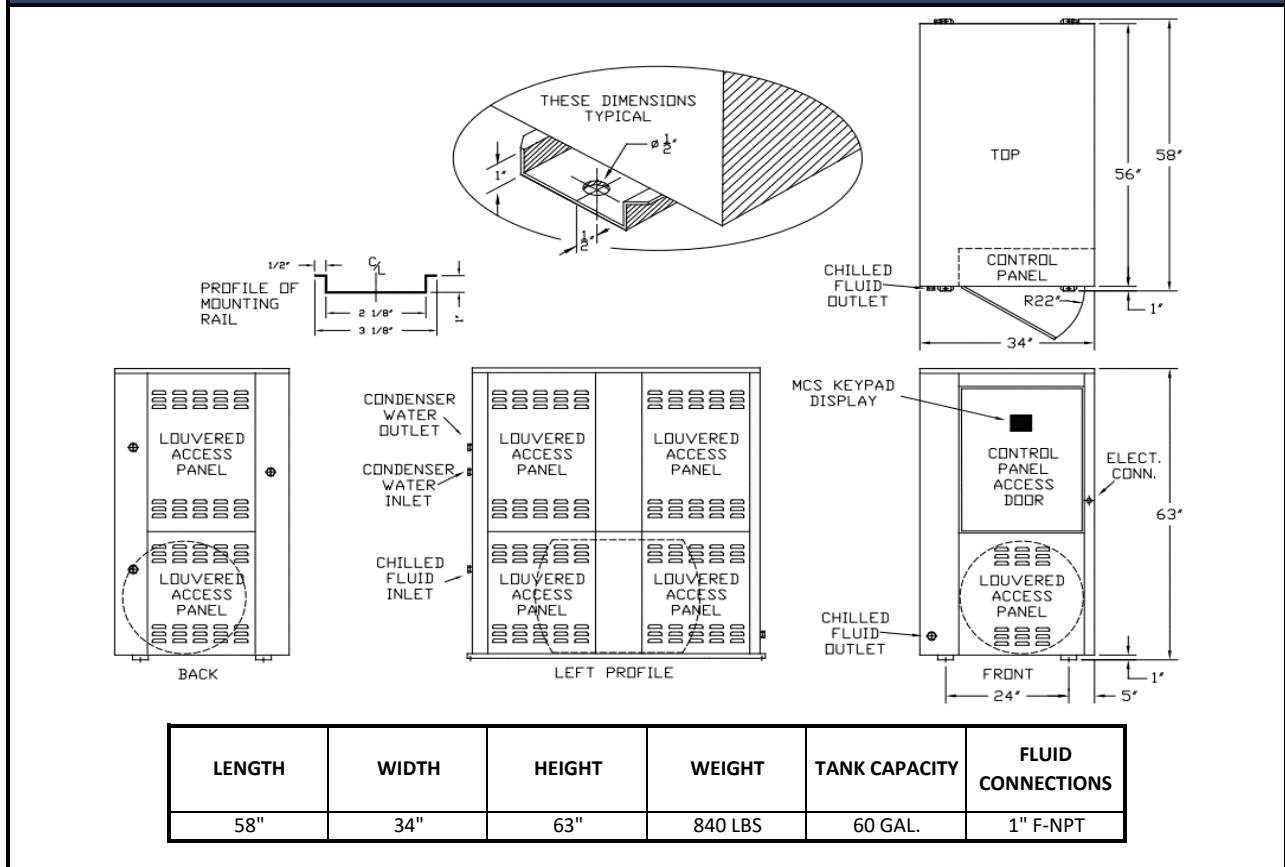 THESE DIMENSIONS
TYPICAL
ø 1/2"
1"
1/2"
TOP
56"
58"
CONTROL
PANEL
CHILLED
FLUID
OUTLET
R22"
1"
34"
PROFILE OF
MOUNTING
RAIL
1/2"
C/L
2 1/8"
3 1/8"
1"
LOUVERED
ACCESS
PANEL
LOUVERED
ACCESS
PANEL
BACK
CONDENSER
WATER
OUTLET
CONDENSER
WATER
INLET
CHILLED
FLUID
INLET
LOUVERED
ACCESS
PANEL
LOUVERED
ACCESS
PANEL
LOUVERED
ACCESS
PANEL
LOUVERED
ACCESS
PANEL
LEFT PROFILE
MCS KEYPAD
DISPLAY
CONTROL
PANEL
ACCESS
DOOR
ELECT.
CONN.
63"
LOUVERED
ACCESS
PANEL
CHILLED
FLUID
OUTLET
FRONT
24"
1"
5"
LENGTH WIDTH HEIGHT WEIGHT TANK CAPACITY FLUID CONNECTIONS
58" 34" 63" 840 LBS 60 GAL. 1" F-NPT